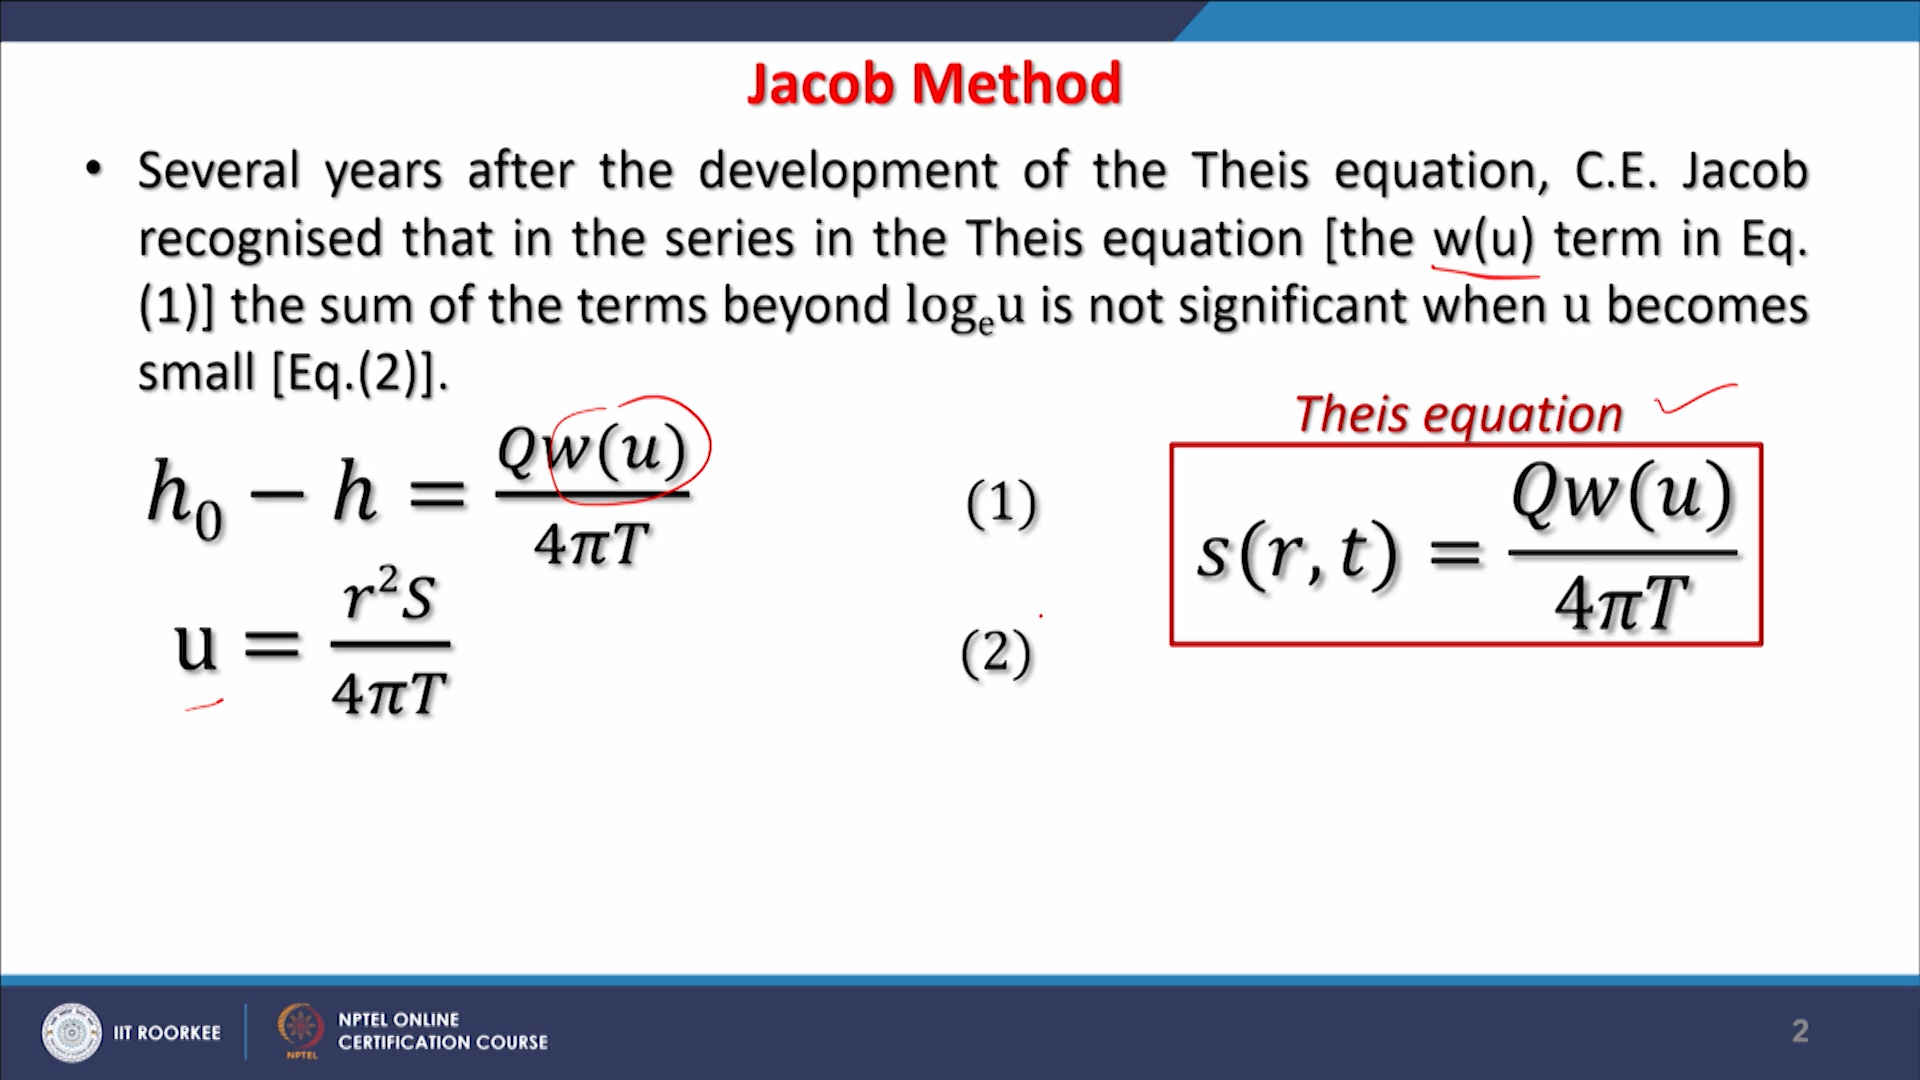 Jacob Method
• Several years after the development of the Theis equation, C.E. Jacob
recognised that in the series in the Theis equation [the w(u) term in Eq.
(1)] the sum of the terms beyond logₑu is not significant when u becomes
small [Eq.(2)].
Theis equation
h₀ − h = Qw(u) / 4πT (1)
s(r,t) = Qw(u) / 4πT
u = r²S / 4πT (2)
IIT ROORKEE
NPTEL
NPTEL ONLINE
CERTIFICATION COURSE
2